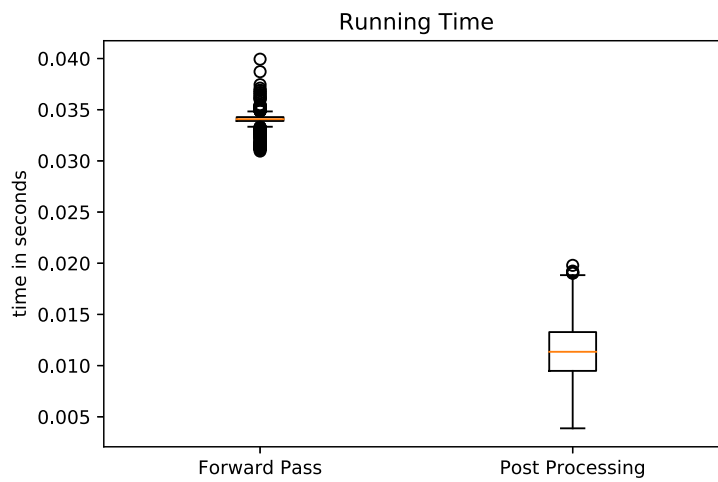 Running Time
time in seconds
0.040
0.035
0.030
0.025
0.020
0.015
0.010
0.005
Forward Pass
Post Processing